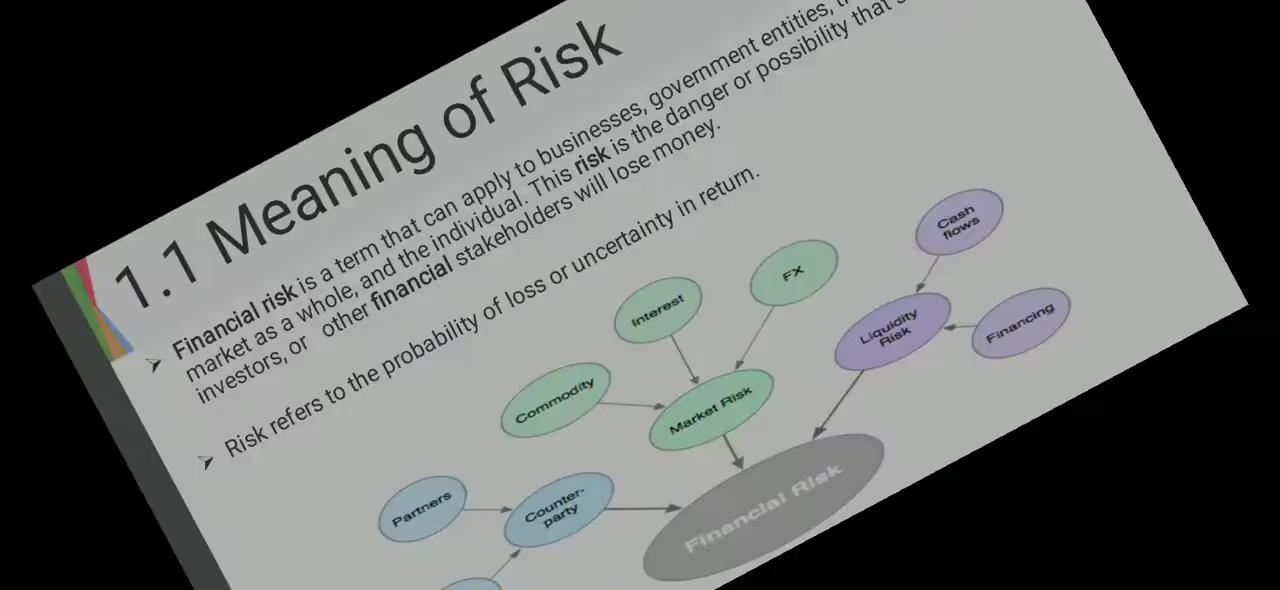 1.1 Meaning of Risk
➢ Financial risk is a term that can apply to businesses, government entities,
market as a whole, and the individual. This risk is the danger or possibility that
investors, or other financial stakeholders will lose money.
➢ Risk refers to the probability of loss or uncertainty in return.
Cash
flows
FX
Interest
Liquidity
Risk
Financing
Commodity
Market Risk
Partners
Counter-
party
Financial Risk